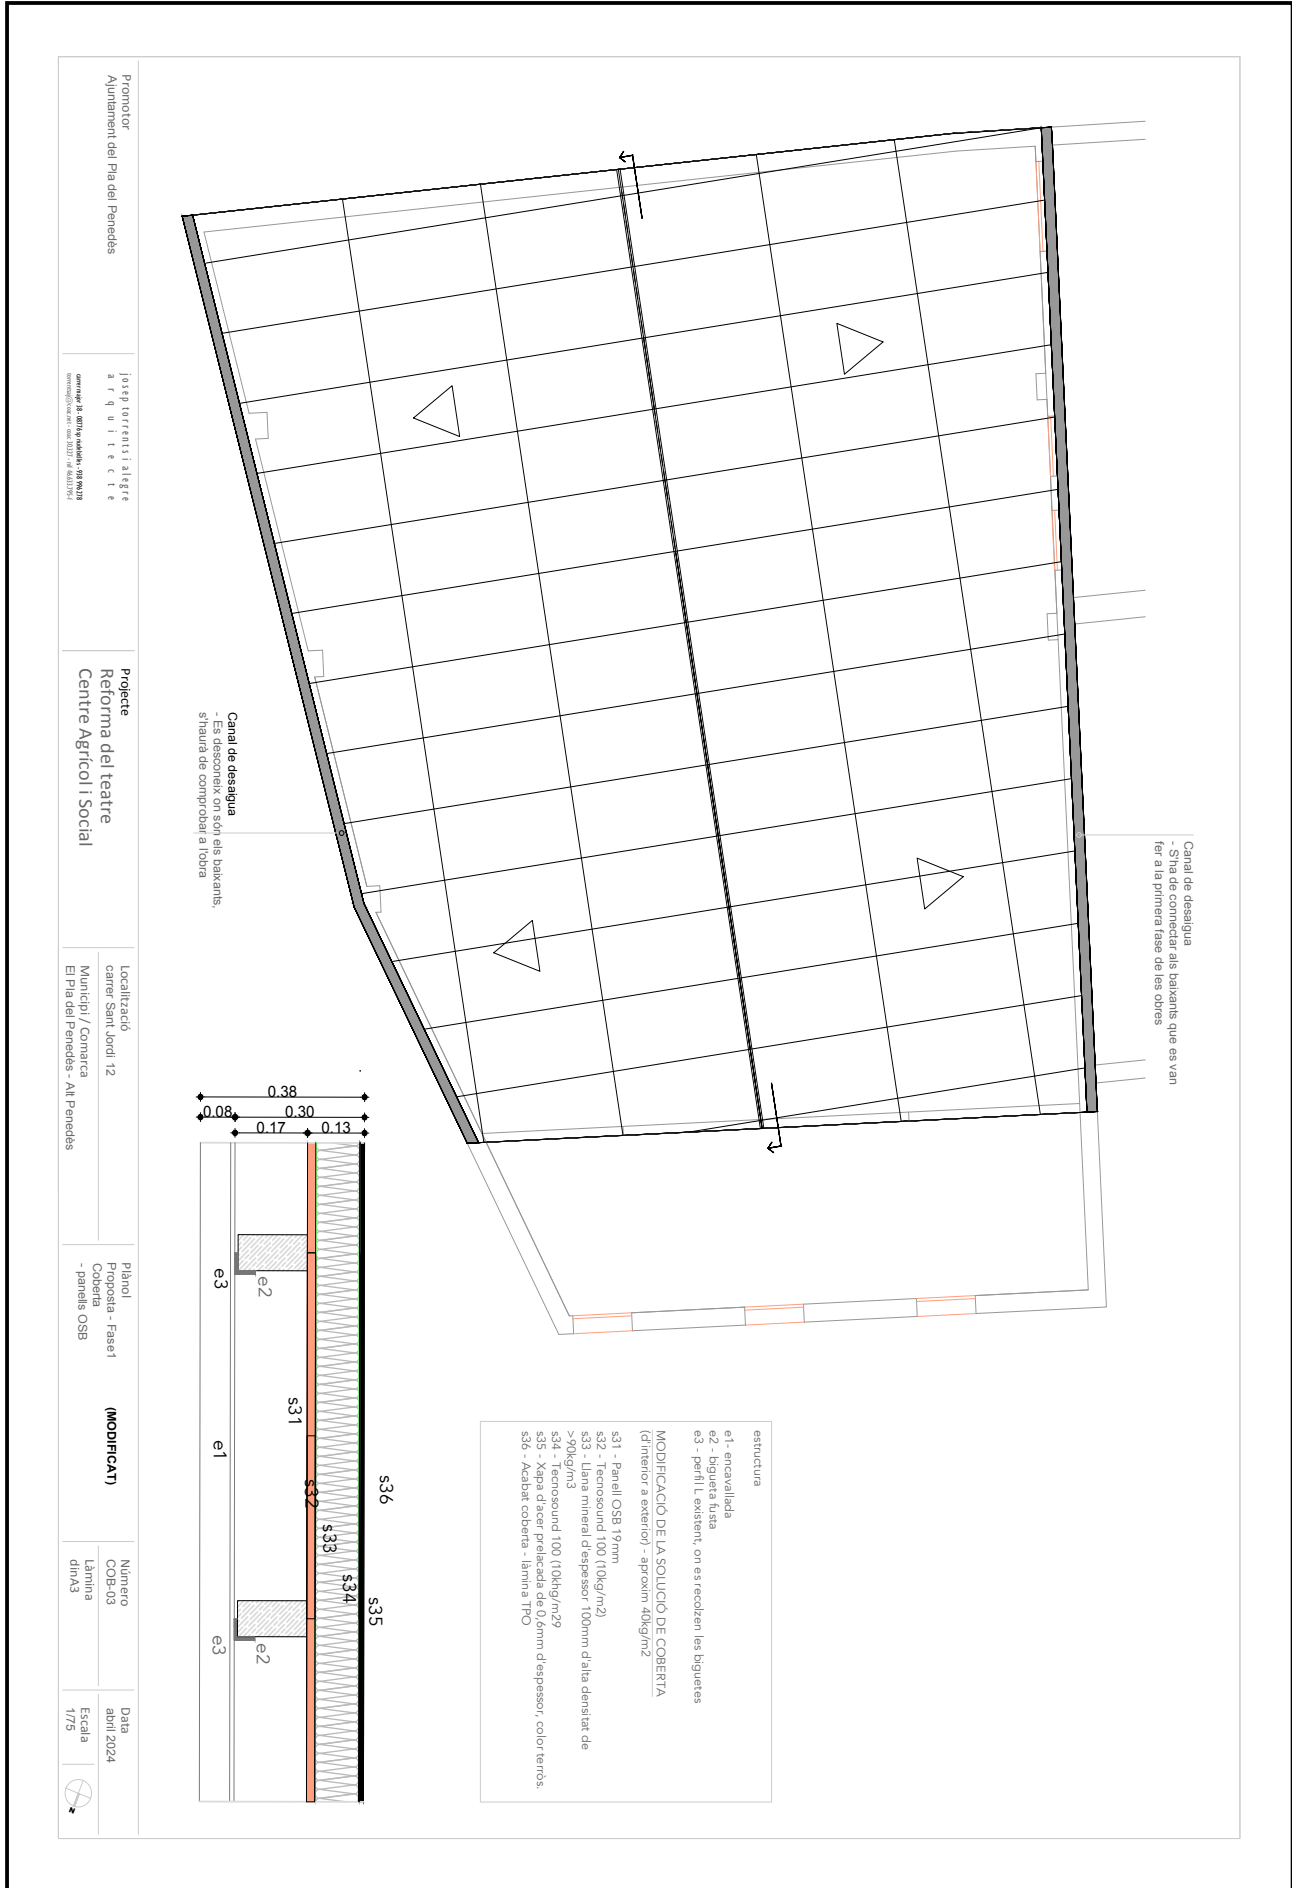 Canal de desaigua
- S'ha de connectar als baixants que es van
fer a la primera fase de les obres
Canal de desaigua
- Es desconeix on són els baixants,
s'haurà de comprobar a l'obra
estructura
e1- encavallada
e2 - bigueta fusta
e3 - perfil L existent, on es recolzen les biguetes
MODIFICACIÓ DE LA SOLUCIÓ DE COBERTA
(d'interior a exterior) - aproxim 40kg/m2
s31 - Panell OSB 19mm
s32 - Tecnosound 100 (10kg/m2)
s33 - Llana mineral d'espessor 100mm d'alta densitat de
>90kg/m3
s34 - Tecnosound 100 (10khg/m29
s35 - Xapa d'acer prelacada de 0,6mm d'espessor, color terròs.
s36 - Acabat coberta - làmina TPO
0.38
0.08
0.30
0.17
0.13
s36
s35
s34
s33
s32
s31
e2
e2
e3
e1
e3
Promotor
Ajuntament del Pla del Penedès
josep torrents i alegre
a r q u i t e c t e
Projecte
Reforma del teatre
Centre Agrícol i Social
Localització
carrer Sant Jordi 12
Municipi / Comarca
El Pla del Penedès - Alt Penedès
Plànol
Proposta - Fase1
Coberta
- panells OSB
(MODIFICAT)
Número
COB-03
Làmina
dinA3
Data
abril 2024
Escala
1/75
N